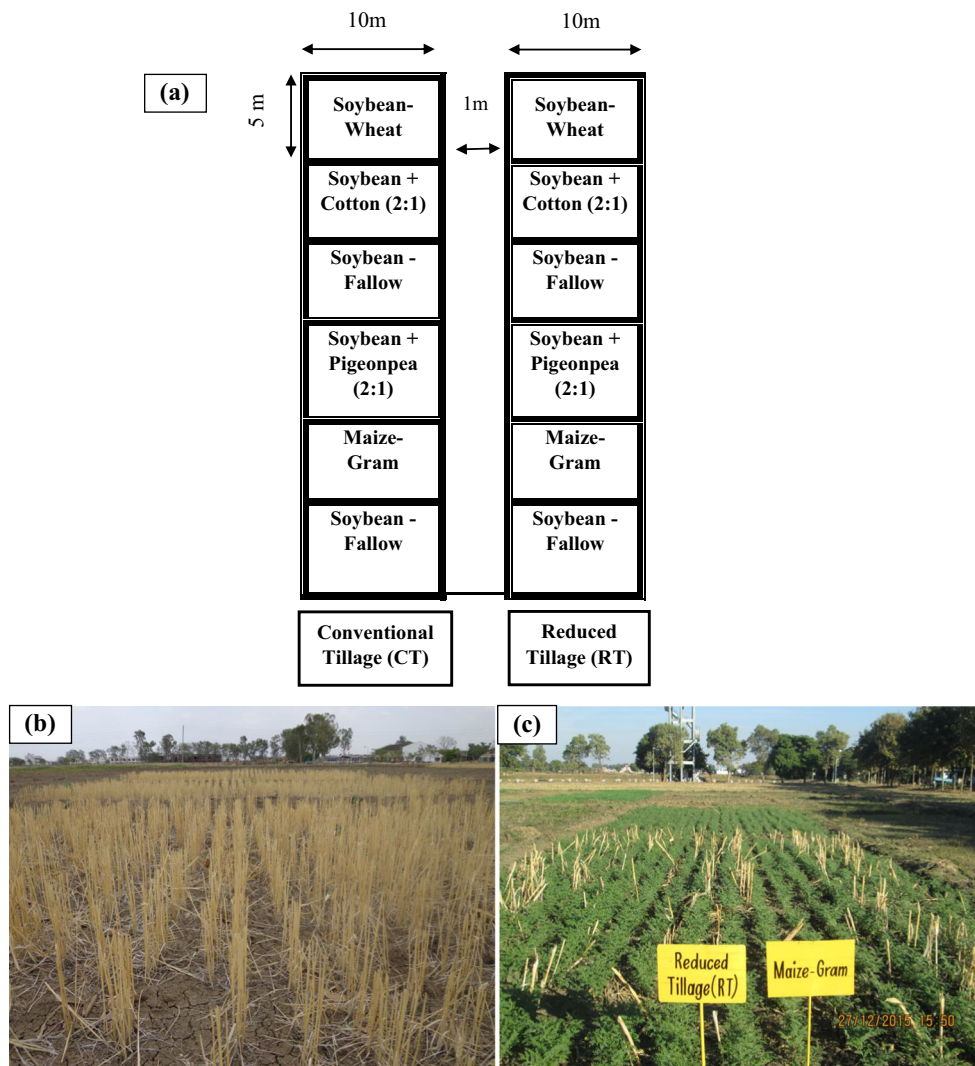 10m
10m
(a)
5 m
1m
Soybean-
Wheat
Soybean-
Wheat
Soybean +
Cotton (2:1)
Soybean +
Cotton (2:1)
Soybean -
Fallow
Soybean -
Fallow
Soybean +
Pigeonpea
(2:1)
Soybean +
Pigeonpea
(2:1)
Maize-
Gram
Maize-
Gram
Soybean -
Fallow
Soybean -
Fallow
Conventional
Tillage (CT)
Reduced
Tillage (RT)
(b)
(c)
Reduced
Tillage(RT)
Maize-Gram
27/12/2015 15:50